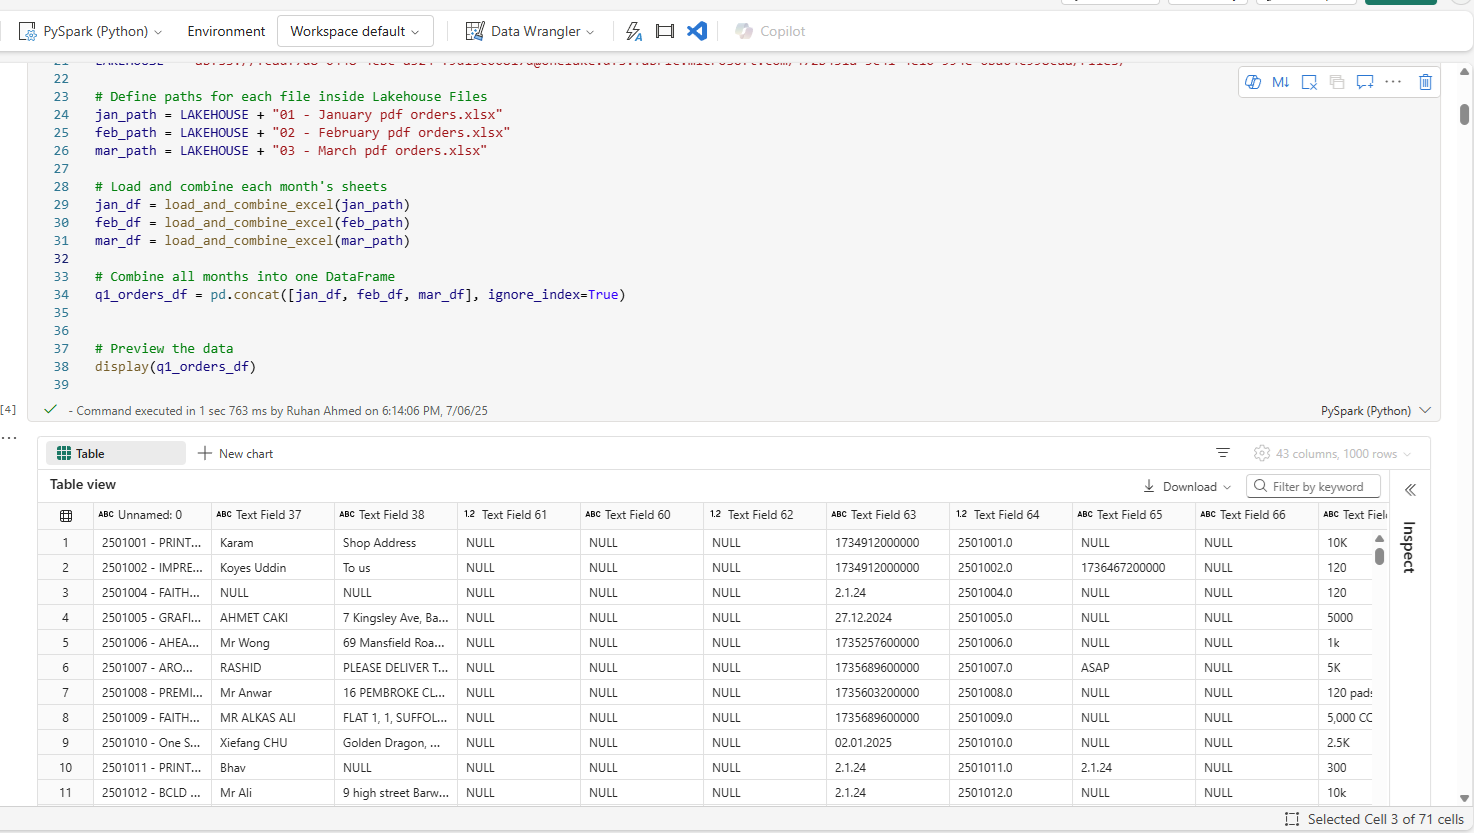 PySpark (Python) Environment Workspace default Data Wrangler Copilot
22
23 # Define paths for each file inside Lakehouse Files
24 jan_path = LAKEHOUSE + "01 - January pdf orders.xlsx"
25 feb_path = LAKEHOUSE + "02 - February pdf orders.xlsx"
26 mar_path = LAKEHOUSE + "03 - March pdf orders.xlsx"
27
28 # Load and combine each month's sheets
29 jan_df = load_and_combine_excel(jan_path)
30 feb_df = load_and_combine_excel(feb_path)
31 mar_df = load_and_combine_excel(mar_path)
32
33 # Combine all months into one DataFrame
34 q1_orders_df = pd.concat([jan_df, feb_df, mar_df], ignore_index=True)
35
36
37 # Preview the data
38 display(q1_orders_df)
39
[4] - Command executed in 1 sec 763 ms by Ruhan Ahmed on 6:14:06 PM, 7/06/25 PySpark (Python)
Table New chart 43 columns, 1000 rows
Table view Download Filter by keyword
ABC Unnamed: 0 ABC Text Field 37 ABC Text Field 38 1.2 Text Field 61 ABC Text Field 60 1.2 Text Field 62 ABC Text Field 63 1.2 Text Field 64 ABC Text Field 65 ABC Text Field 66 ABC Text Fiel
1 2501001 - PRINT... Karam Shop Address NULL NULL NULL 1734912000000 2501001.0 NULL NULL 10K
2 2501002 - IMPRE... Koyes Uddin To us NULL NULL NULL 1734912000000 2501002.0 1736467200000 NULL 120
3 2501004 - FAITH... NULL NULL NULL NULL NULL 2.1.24 2501004.0 NULL NULL 120
4 2501005 - GRAFI... AHMET CAKI 7 Kingsley Ave, Ba... NULL NULL NULL 27.12.2024 2501005.0 NULL NULL 5000
5 2501006 - AHEA... Mr Wong 69 Mansfield Roa... NULL NULL NULL 1735257600000 2501006.0 NULL NULL 1k
6 2501007 - ARO... RASHID PLEASE DELIVER T... NULL NULL NULL 1735689600000 2501007.0 ASAP NULL 5K
7 2501008 - PREMI... Mr Anwar 16 PEMBROKE CL... NULL NULL NULL 1735603200000 2501008.0 NULL NULL 120 pads
8 2501009 - FAITH... MR ALKAS ALI FLAT 1, 1, SUFFOL... NULL NULL NULL 1735689600000 2501009.0 NULL NULL 5,000 CC
9 2501010 - One S... Xiefang CHU Golden Dragon, ... NULL NULL NULL 02.01.2025 2501010.0 NULL NULL 2.5K
10 2501011 - PRINT... Bhav NULL NULL NULL NULL 2.1.24 2501011.0 2.1.24 NULL 300
11 2501012 - BCLD ... Mr Ali 9 high street Barw... NULL NULL NULL 2.1.24 2501012.0 NULL NULL 10k
Inspect
Selected Cell 3 of 71 cells